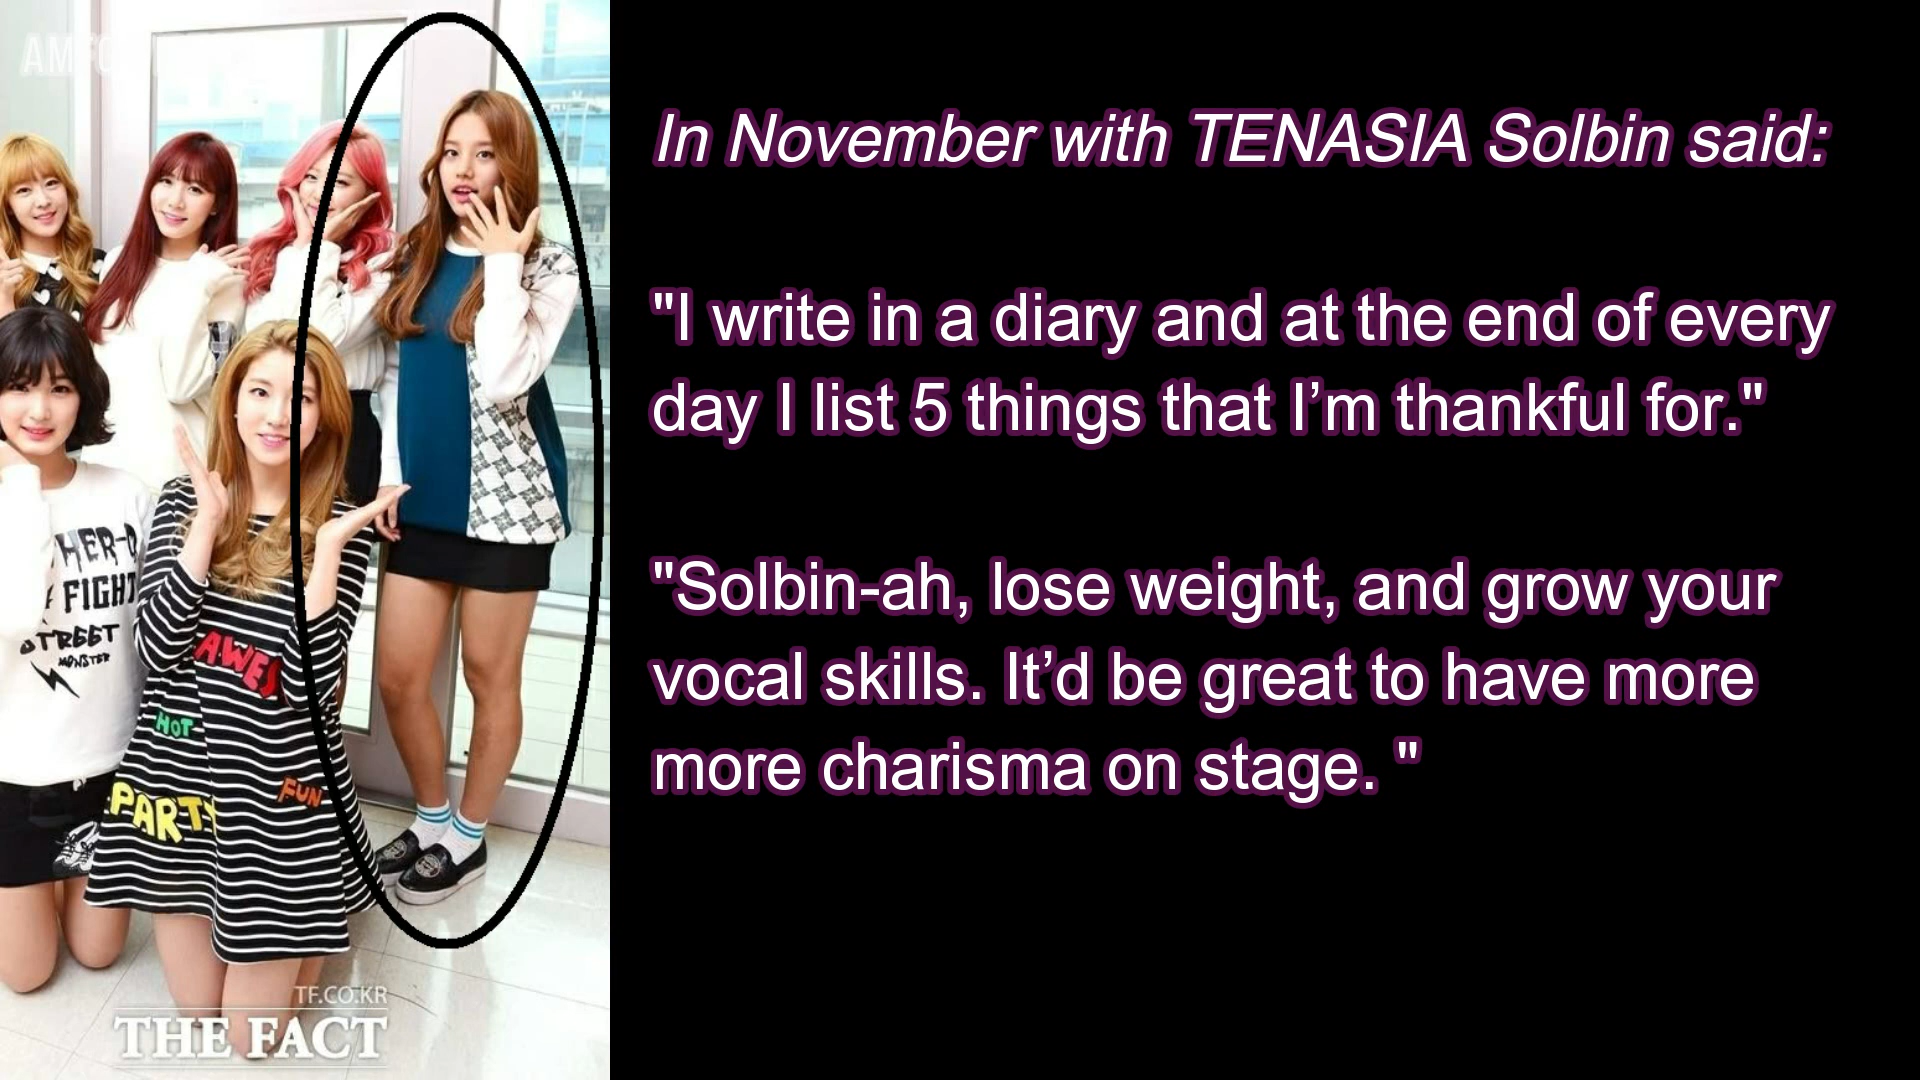 In November with TENASIA Solbin said:
"I write in a diary and at the end of every
day I list 5 things that I’m thankful for."
"Solbin-ah, lose weight, and grow your
vocal skills. It’d be great to have more
more charisma on stage. "
HER-
FIGHT
STREET
MONSTER
AWES
HOT
FUN
PARTY
TF.CO.KR
THE FACT